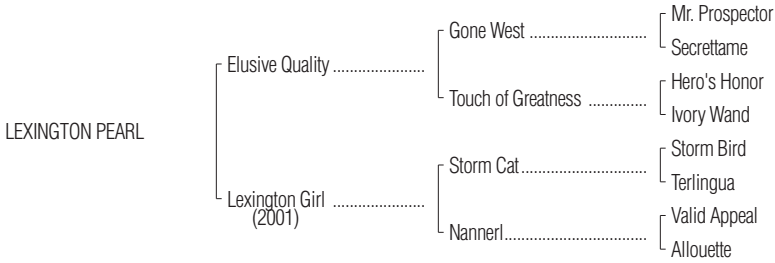 Mr. Prospector
Gone West ........................
Secrettame
Elusive Quality ......................
Hero's Honor
Touch of Greatness ..............
Ivory Wand
LEXINGTON PEARL
Storm Bird
Storm Cat..............................
Terlingua
Lexington Girl ......................
(2001)
Valid Appeal
Nannerl..................................
Allouette